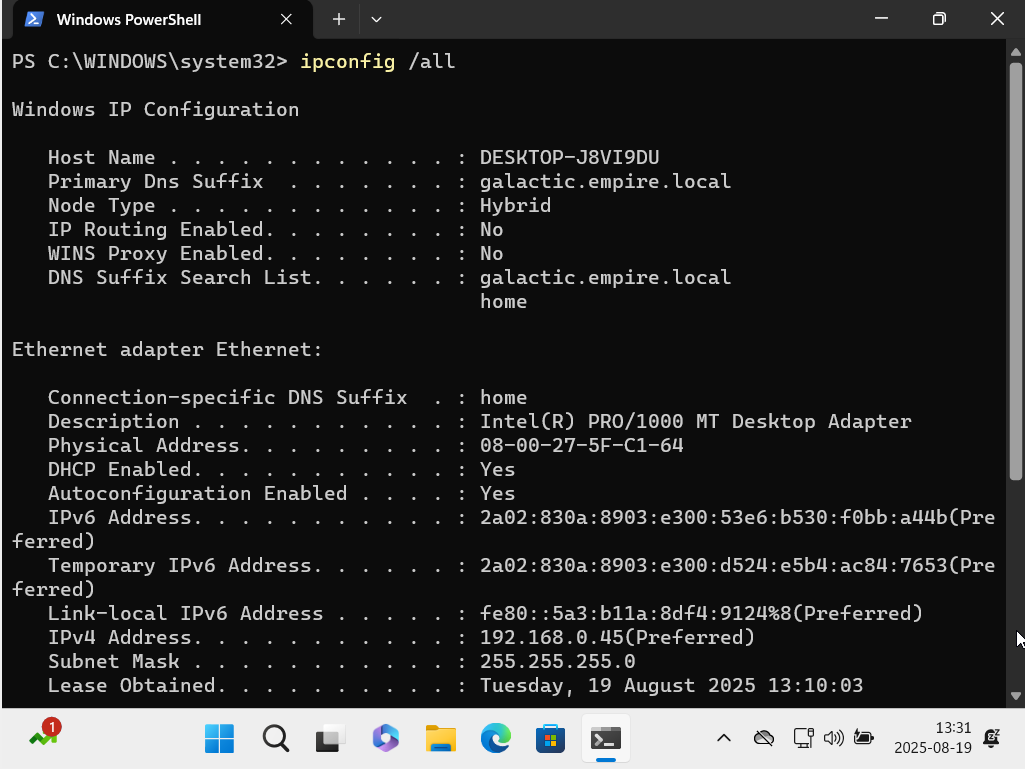 Windows PowerShell
PS C:\WINDOWS\system32> ipconfig /all
Windows IP Configuration
Host Name . . . . . . . . . . . . : DESKTOP-J8VI9DU
Primary Dns Suffix  . . . . . . . : galactic.empire.local
Node Type . . . . . . . . . . . . : Hybrid
IP Routing Enabled. . . . . . . . : No
WINS Proxy Enabled. . . . . . . . : No
DNS Suffix Search List. . . . . . : galactic.empire.local
home
Ethernet adapter Ethernet:
Connection-specific DNS Suffix  . : home
Description . . . . . . . . . . . : Intel(R) PRO/1000 MT Desktop Adapter
Physical Address. . . . . . . . . : 08-00-27-5F-C1-64
DHCP Enabled. . . . . . . . . . . : Yes
Autoconfiguration Enabled . . . . : Yes
IPv6 Address. . . . . . . . . . . : 2a02:830a:8903:e300:53e6:b530:f0bb:a44b(Pre
ferred)
Temporary IPv6 Address. . . . . . : 2a02:830a:8903:e300:d524:e5b4:ac84:7653(Pre
ferred)
Link-local IPv6 Address . . . . . : fe80::5a3:b11a:8df4:9124%8(Preferred)
IPv4 Address. . . . . . . . . . . : 192.168.0.45(Preferred)
Subnet Mask . . . . . . . . . . . : 255.255.255.0
Lease Obtained. . . . . . . . . . : Tuesday, 19 August 2025 13:10:03
1
13:31
2025-08-19